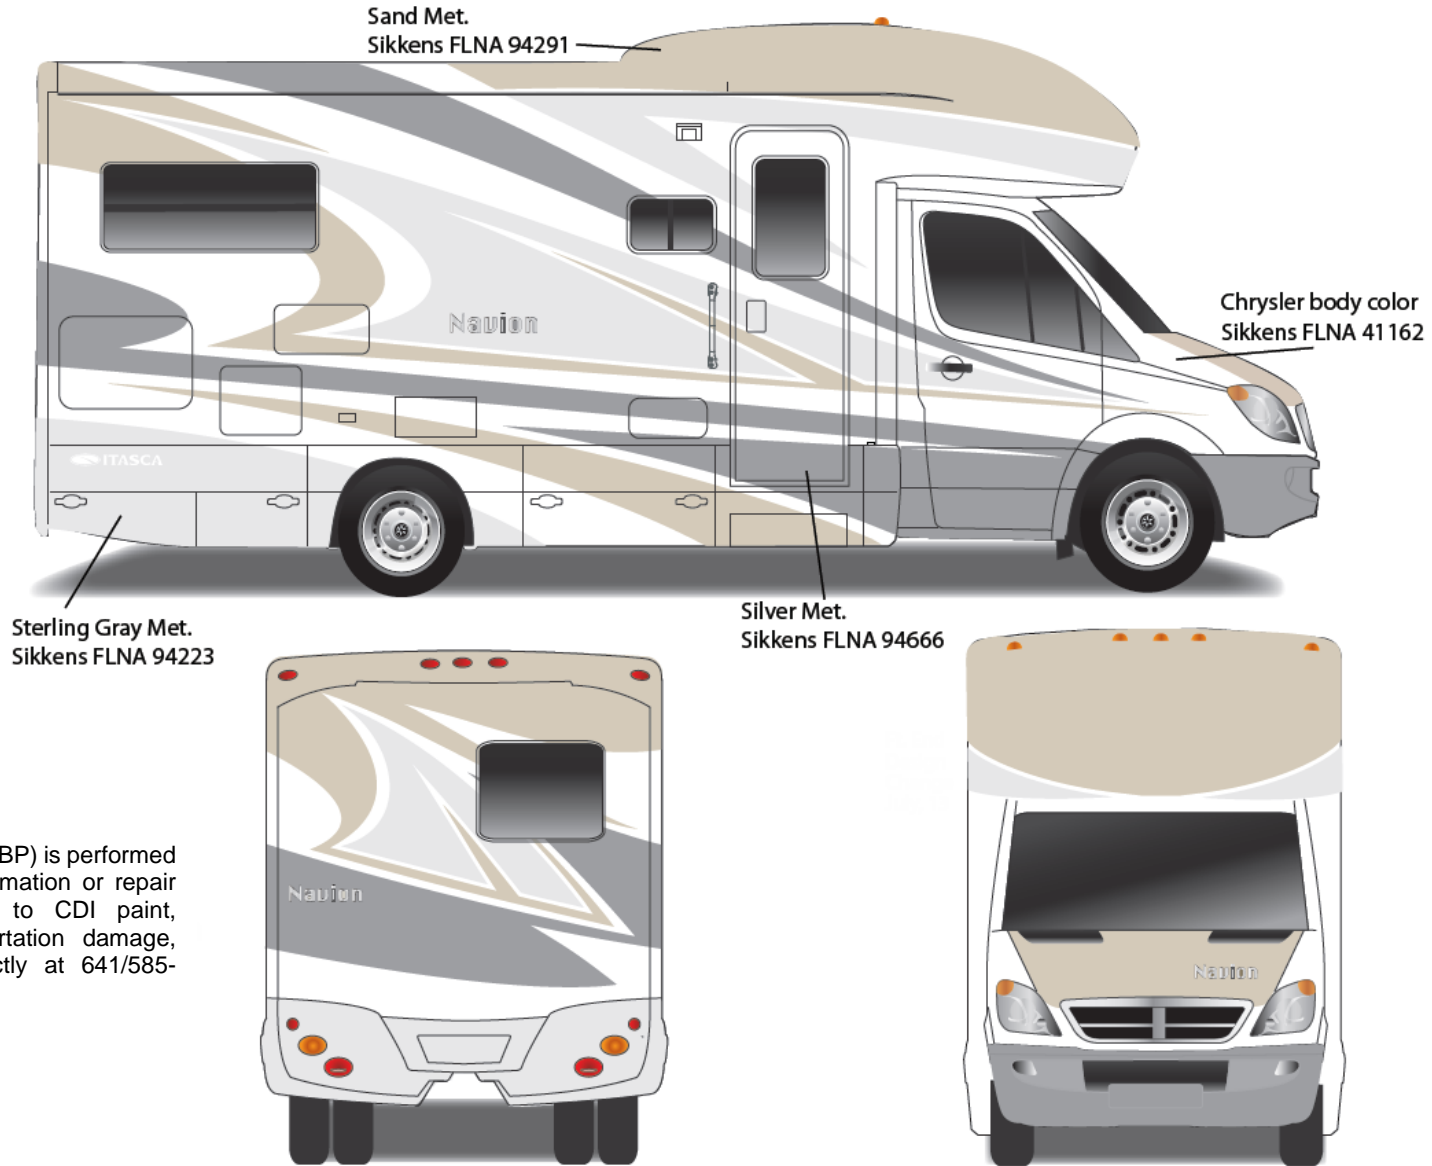 Sand Met.
Sikkens FLNA 94291
Navion
Chrysler body color
Sikkens FLNA 41162
ITASCA
Sterling Gray Met.
Sikkens FLNA 94223
Silver Met.
Sikkens FLNA 94666
BP) is performed
rmation or repair
to CDI paint,
rtation damage,
ctly at 641/585-
Navion
Navion